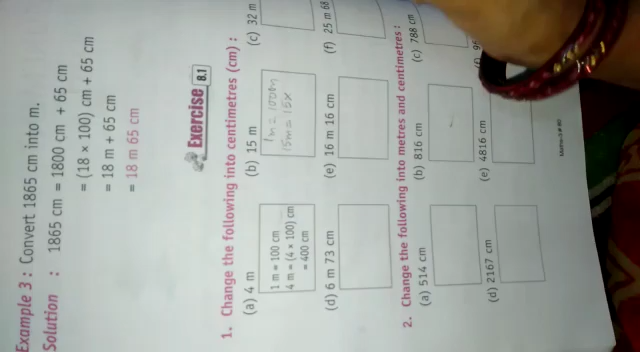 Example 3 : Convert 1865 cm into m.
Solution : 1865 cm = 1800 cm + 65 cm
= (18 × 100) cm + 65 cm
= 18 m + 65 cm
= 18 m 65 cm
Exercise 8.1
1. Change the following into centimetres (cm) :
(a) 4 m (b) 15 m (c) 32 m
1 m = 100 cm
4 m = (4 × 100) cm
= 400 cm
1m = 100m
15m = 15x
(d) 6 m 73 cm (e) 16 m 16 cm (f) 25 m 68
2. Change the following into metres and centimetres :
(a) 514 cm (b) 816 cm (c) 788 cm
(d) 2167 cm (e) 4816 cm (f)